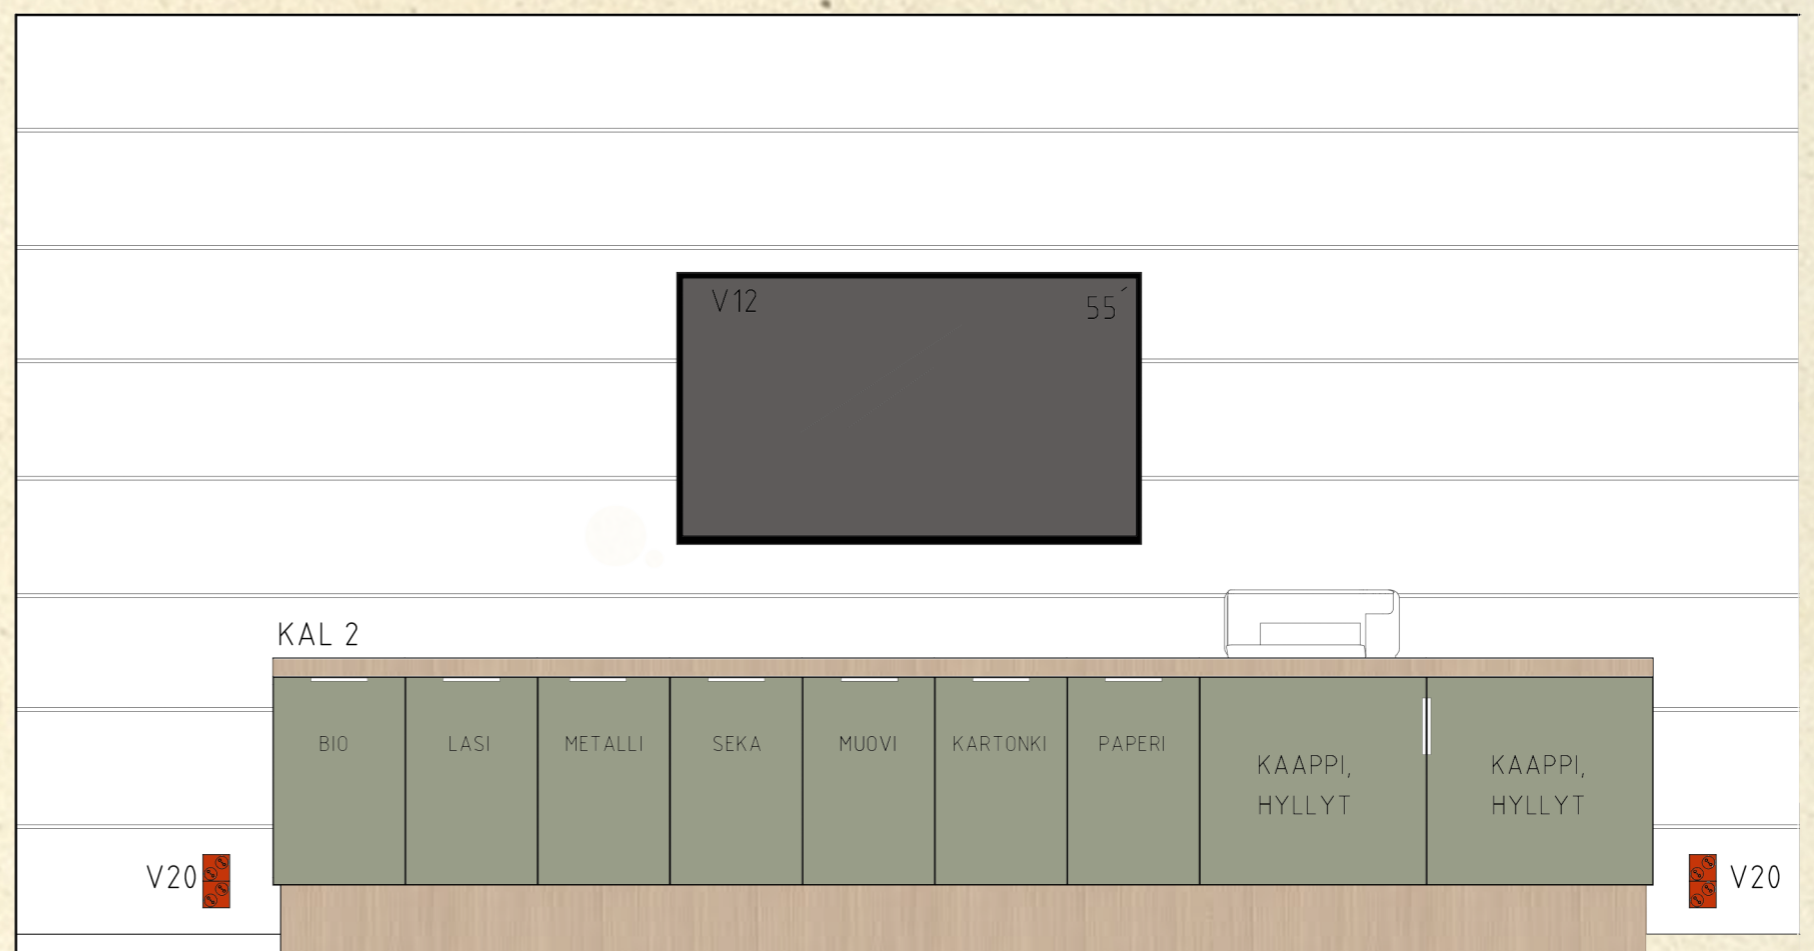 V12
55´
KAL 2
BIO
LASI
METALLI
SEKA
MUOVI
KARTONKI
PAPERI
KAAPPI,
HYLLYT
KAAPPI,
HYLLYT
V20
V20